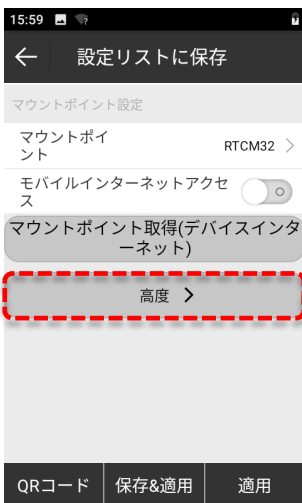 15:59
設定リストに保存
マウントポイント設定
マウントポイ
ント
RTCM32
モバイルインターネットアクセ
ス
マウントポイント取得(デバイスインタ
ーネット)
高度
QRコード
保存&適用
適用